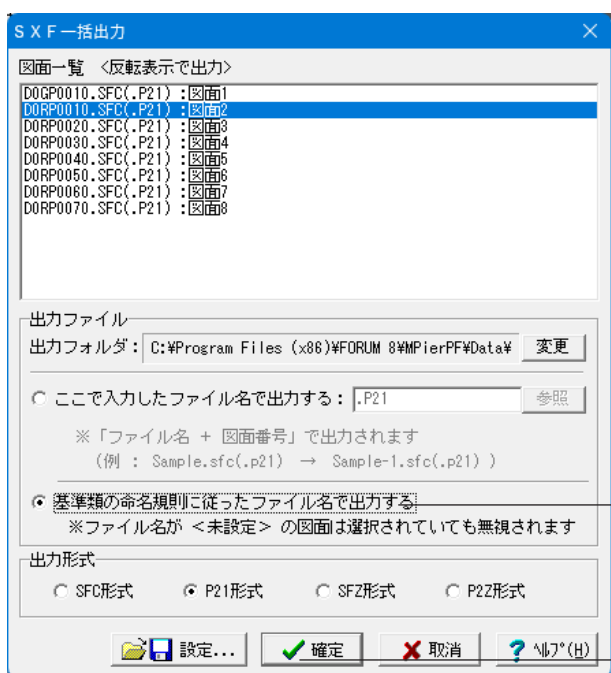 ＳＸＦ一括出力
図面一覧 <反転表示で出力>
D0GP0010.SFC(.P21) :図面1
D0RP0010.SFC(.P21) :図面2
D0RP0020.SFC(.P21) :図面3
D0RP0030.SFC(.P21) :図面4
D0RP0040.SFC(.P21) :図面5
D0RP0050.SFC(.P21) :図面6
D0RP0060.SFC(.P21) :図面7
D0RP0070.SFC(.P21) :図面8
出力ファイル
出力フォルダ： C:¥Program Files (x86)¥FORUM 8¥MPierPF¥Data¥ 変更
ここで入力したファイル名で出力する： .P21 参照
※「ファイル名 + 図面番号」で出力されます
(例 : Sample.sfc(.p21) → Sample-1.sfc(.p21) )
基準類の命名規則に従ったファイル名で出力する
※ファイル名が <未設定> の図面は選択されていても無視されます
出力形式
SFC形式 P21形式 SFZ形式 P2Z形式
設定... 確定 取消 ? ﾍﾙﾌﾟ(H)